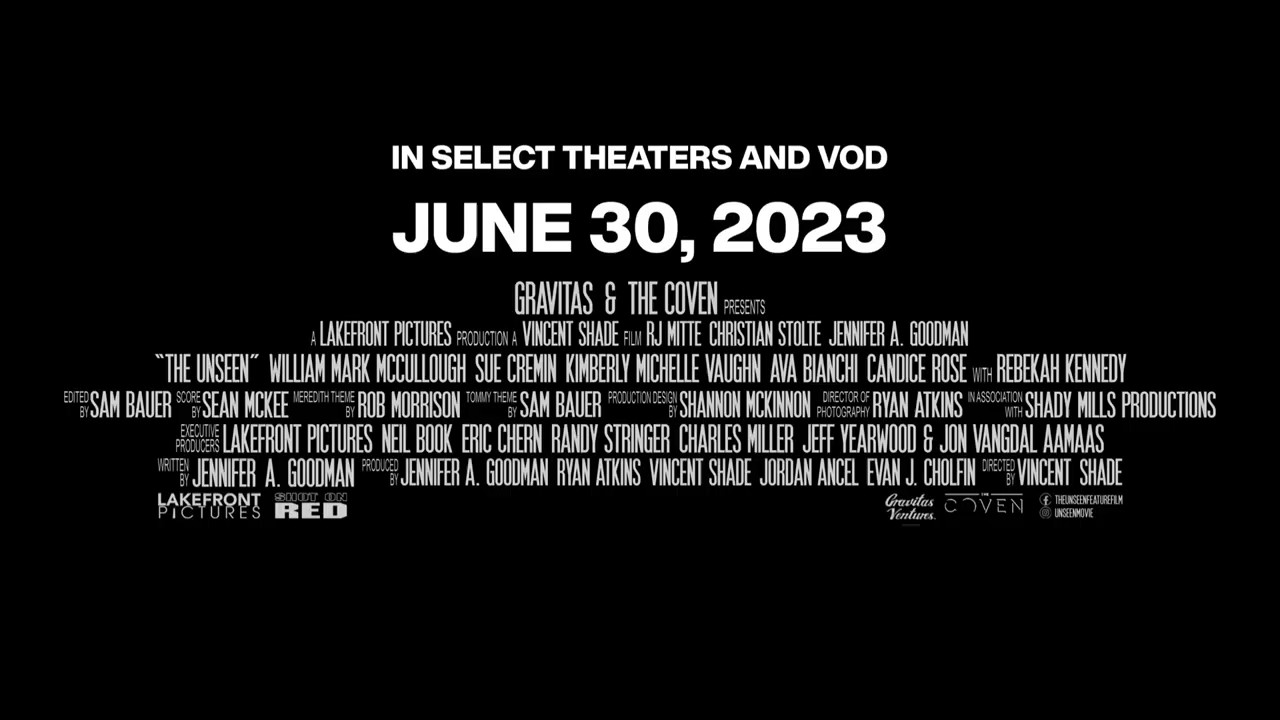 IN SELECT THEATERS AND VOD
JUNE 30, 2023
GRAVITAS & THE COVEN PRESENTS
A LAKEFRONT PICTURES PRODUCTION A VINCENT SHADE FILM RJ MITTE CHRISTIAN STOLTE JENNIFER A. GOODMAN
"THE UNSEEN" WILLIAM MARK MCCULLOUGH SUE CREMIN KIMBERLY MICHELLE VAUGHN AVA BIANCHI CANDICE ROSE WITH REBEKAH KENNEDY
EDITED BY SAM BAUER SCORE BY SEAN MCKEE MEREDITH THEME BY ROB MORRISON TOMMY THEME BY SAM BAUER PRODUCTION DESIGN BY SHANNON MCKINNON DIRECTOR OF PHOTOGRAPHY RYAN ATKINS IN ASSOCIATION WITH SHADY MILLS PRODUCTIONS
EXECUTIVE PRODUCERS LAKEFRONT PICTURES NEIL BOOK ERIC CHERN RANDY STRINGER CHARLES MILLER JEFF YEARWOOD & JON VANGDAL AAMAAS
WRITTEN BY JENNIFER A. GOODMAN PRODUCED BY JENNIFER A. GOODMAN RYAN ATKINS VINCENT SHADE JORDAN ANCEL EVAN J. CHOLFIN DIRECTED BY VINCENT SHADE
LAKEFRONT PICTURES
SHOT ON RED
Gravitas Ventures
THE COVEN
THEUNSEENFEATUREFILM
UNSEENMOVIE